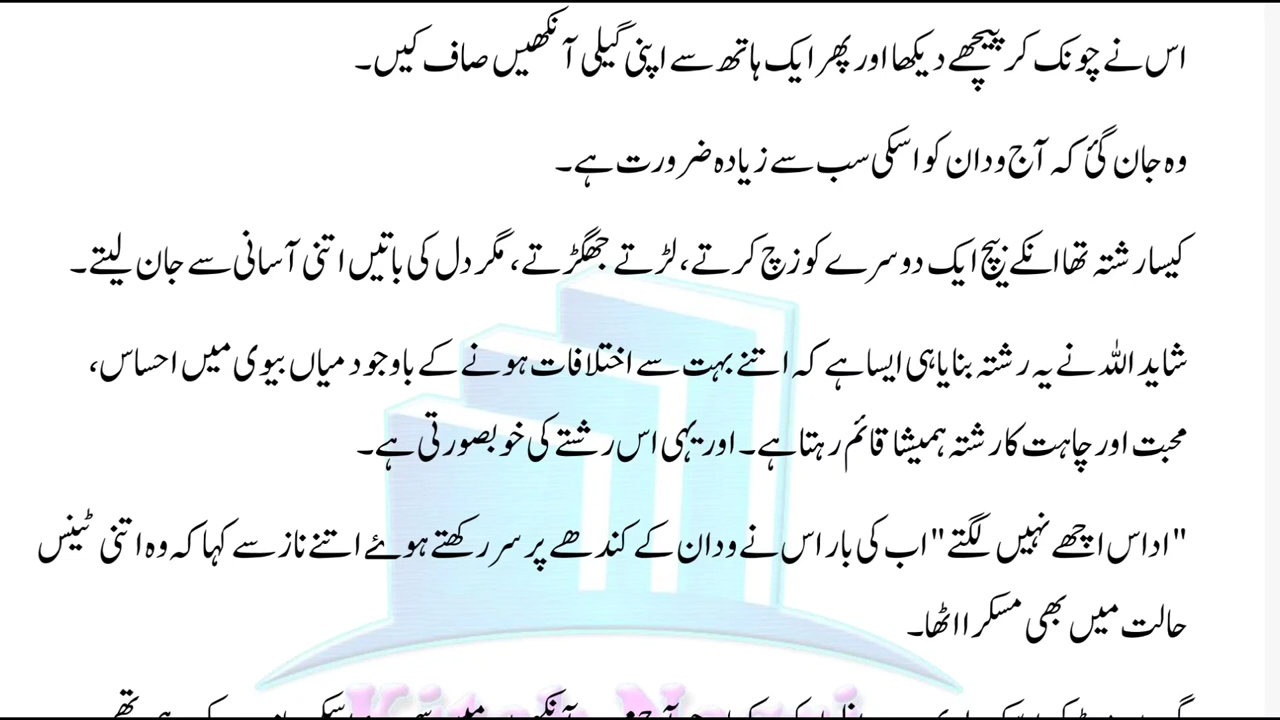 اس نے چونک کر پیچھے دیکھا اور پھر ایک ہاتھ سے اپنی گیلی آنکھیں صاف کیں۔
وہ جان گئ کہ آج ودان کو اسکی سب سے زیادہ ضرورت ہے۔
کیسا رشتہ تھا انکے بیچ ایک دوسرے کو زچ کرتے، لڑتے جھگڑتے، مگر دل کی باتیں اتنی آسانی سے جان لیتے۔
شاید اللہ نے یہ رشتہ بنایا ہی ایسا ہے کہ اتنے بہت سے اختلافات ہونے کے باوجود میاں بیوی میں احساس،
محبت اور چاہت کا رشتہ ہمیشا قائم رہتا ہے۔ اور یہی اس رشتے کی خوبصورتی ہے۔
"اداس اچھے نہیں لگتے" اب کی بار اس نے ودان کے کندھے پر سر رکھتے ہوئے اتنے ناز سے کہا کہ وہ اتنی ٹینس
حالت میں بھی مسکرا اٹھا۔